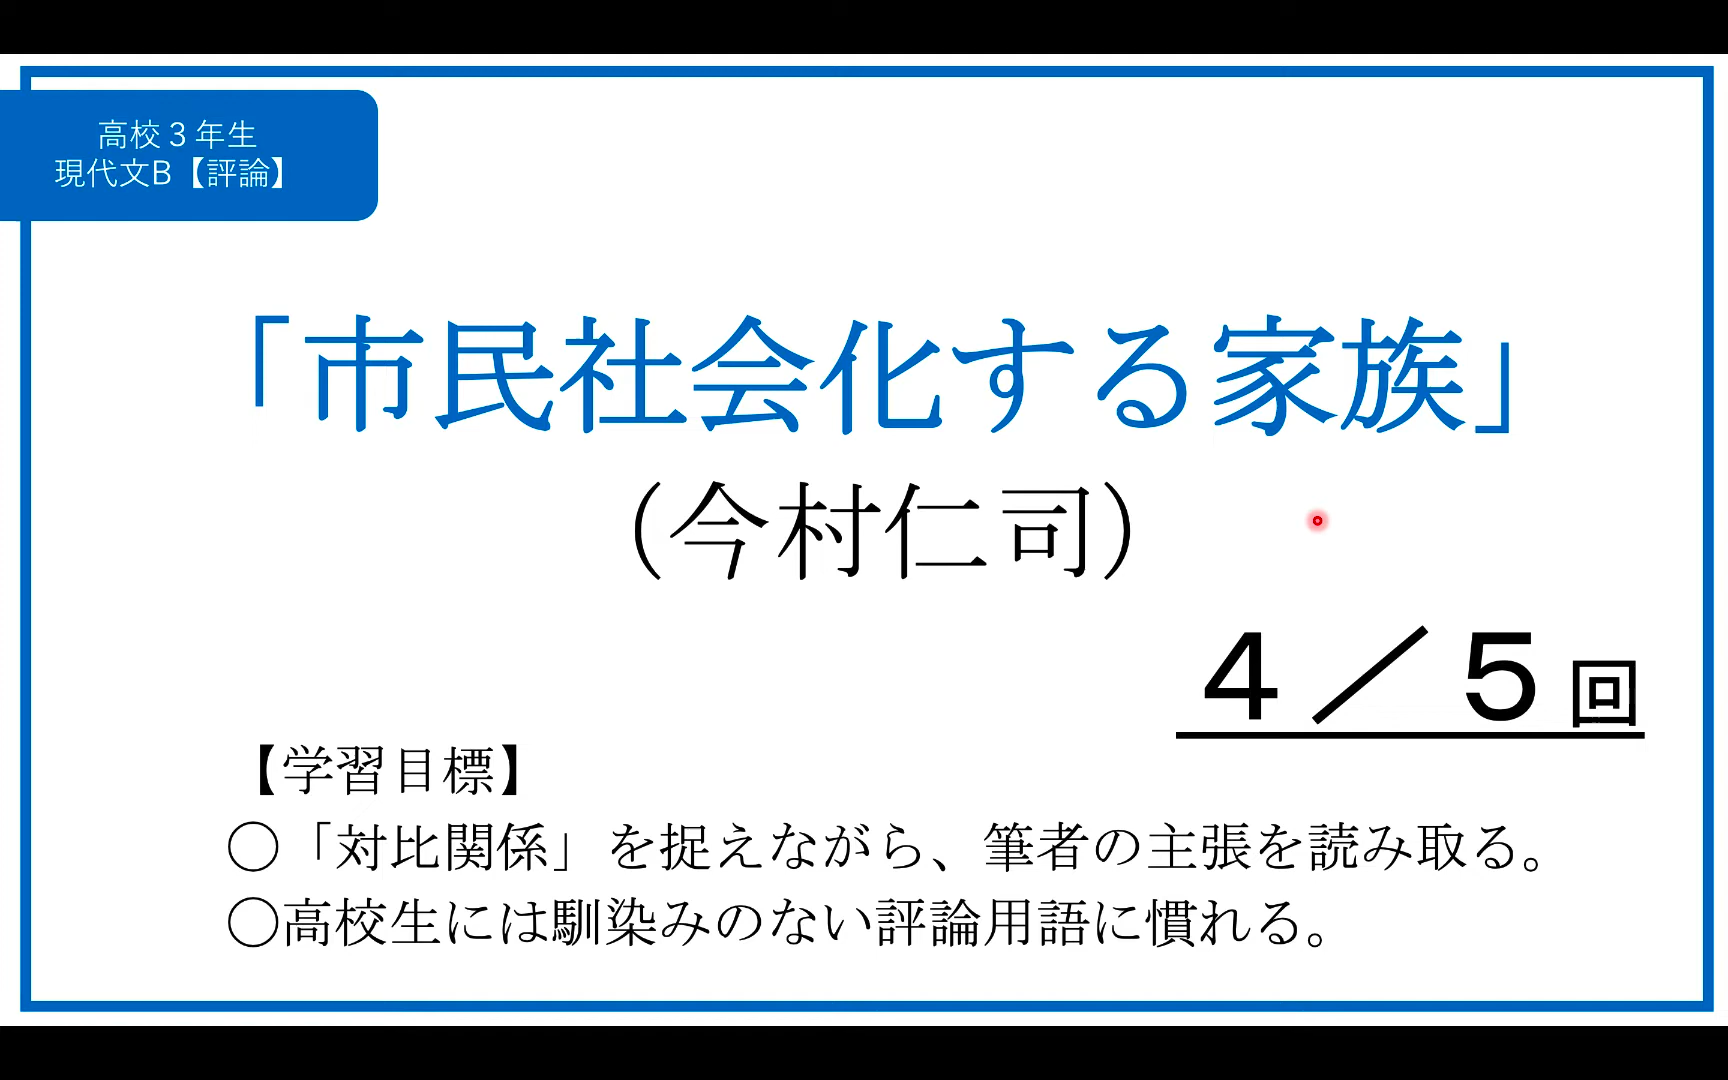 高校３年生
現代文B【評論】
「市民社会化する家族」
（今村仁司）
４／５回
【学習目標】
○「対比関係」を捉えながら、筆者の主張を読み取る。
○高校生には馴染みのない評論用語に慣れる。